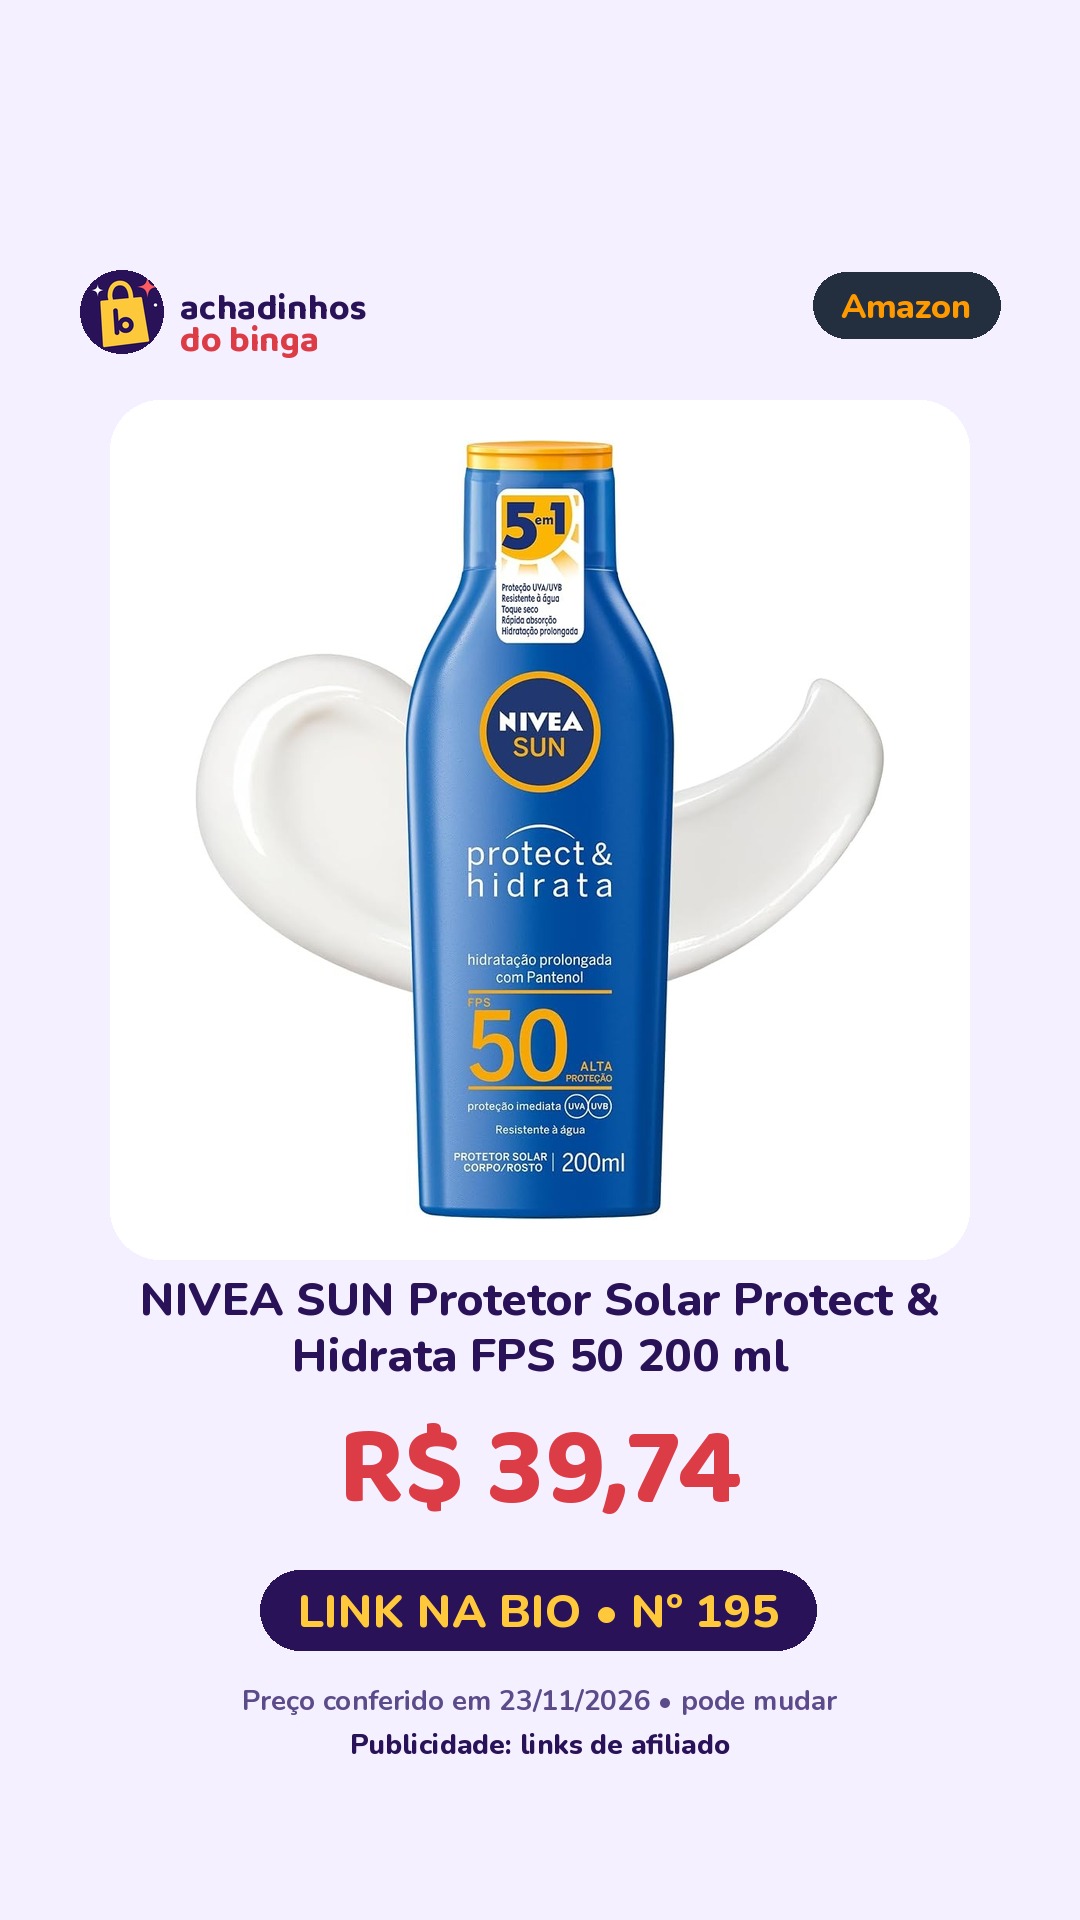 b
achadinhos
do binga
Amazon
5em1
Proteção UVA/UVB
Resistente à água
Toque seco
Rápida absorção
Hidratação prolongada
NIVEA
SUN
protect &
hidrata
hidratação prolongada
com Pantenol
FPS
50
ALTA
PROTEÇÃO
proteção imediata UVA UVB
Resistente à água
PROTETOR SOLAR
CORPO/ROSTO
200ml
NIVEA SUN Protetor Solar Protect &
Hidrata FPS 50 200 ml
R$ 39,74
LINK NA BIO • Nº 195
Preço conferido em 23/11/2026 • pode mudar
Publicidade: links de afiliado